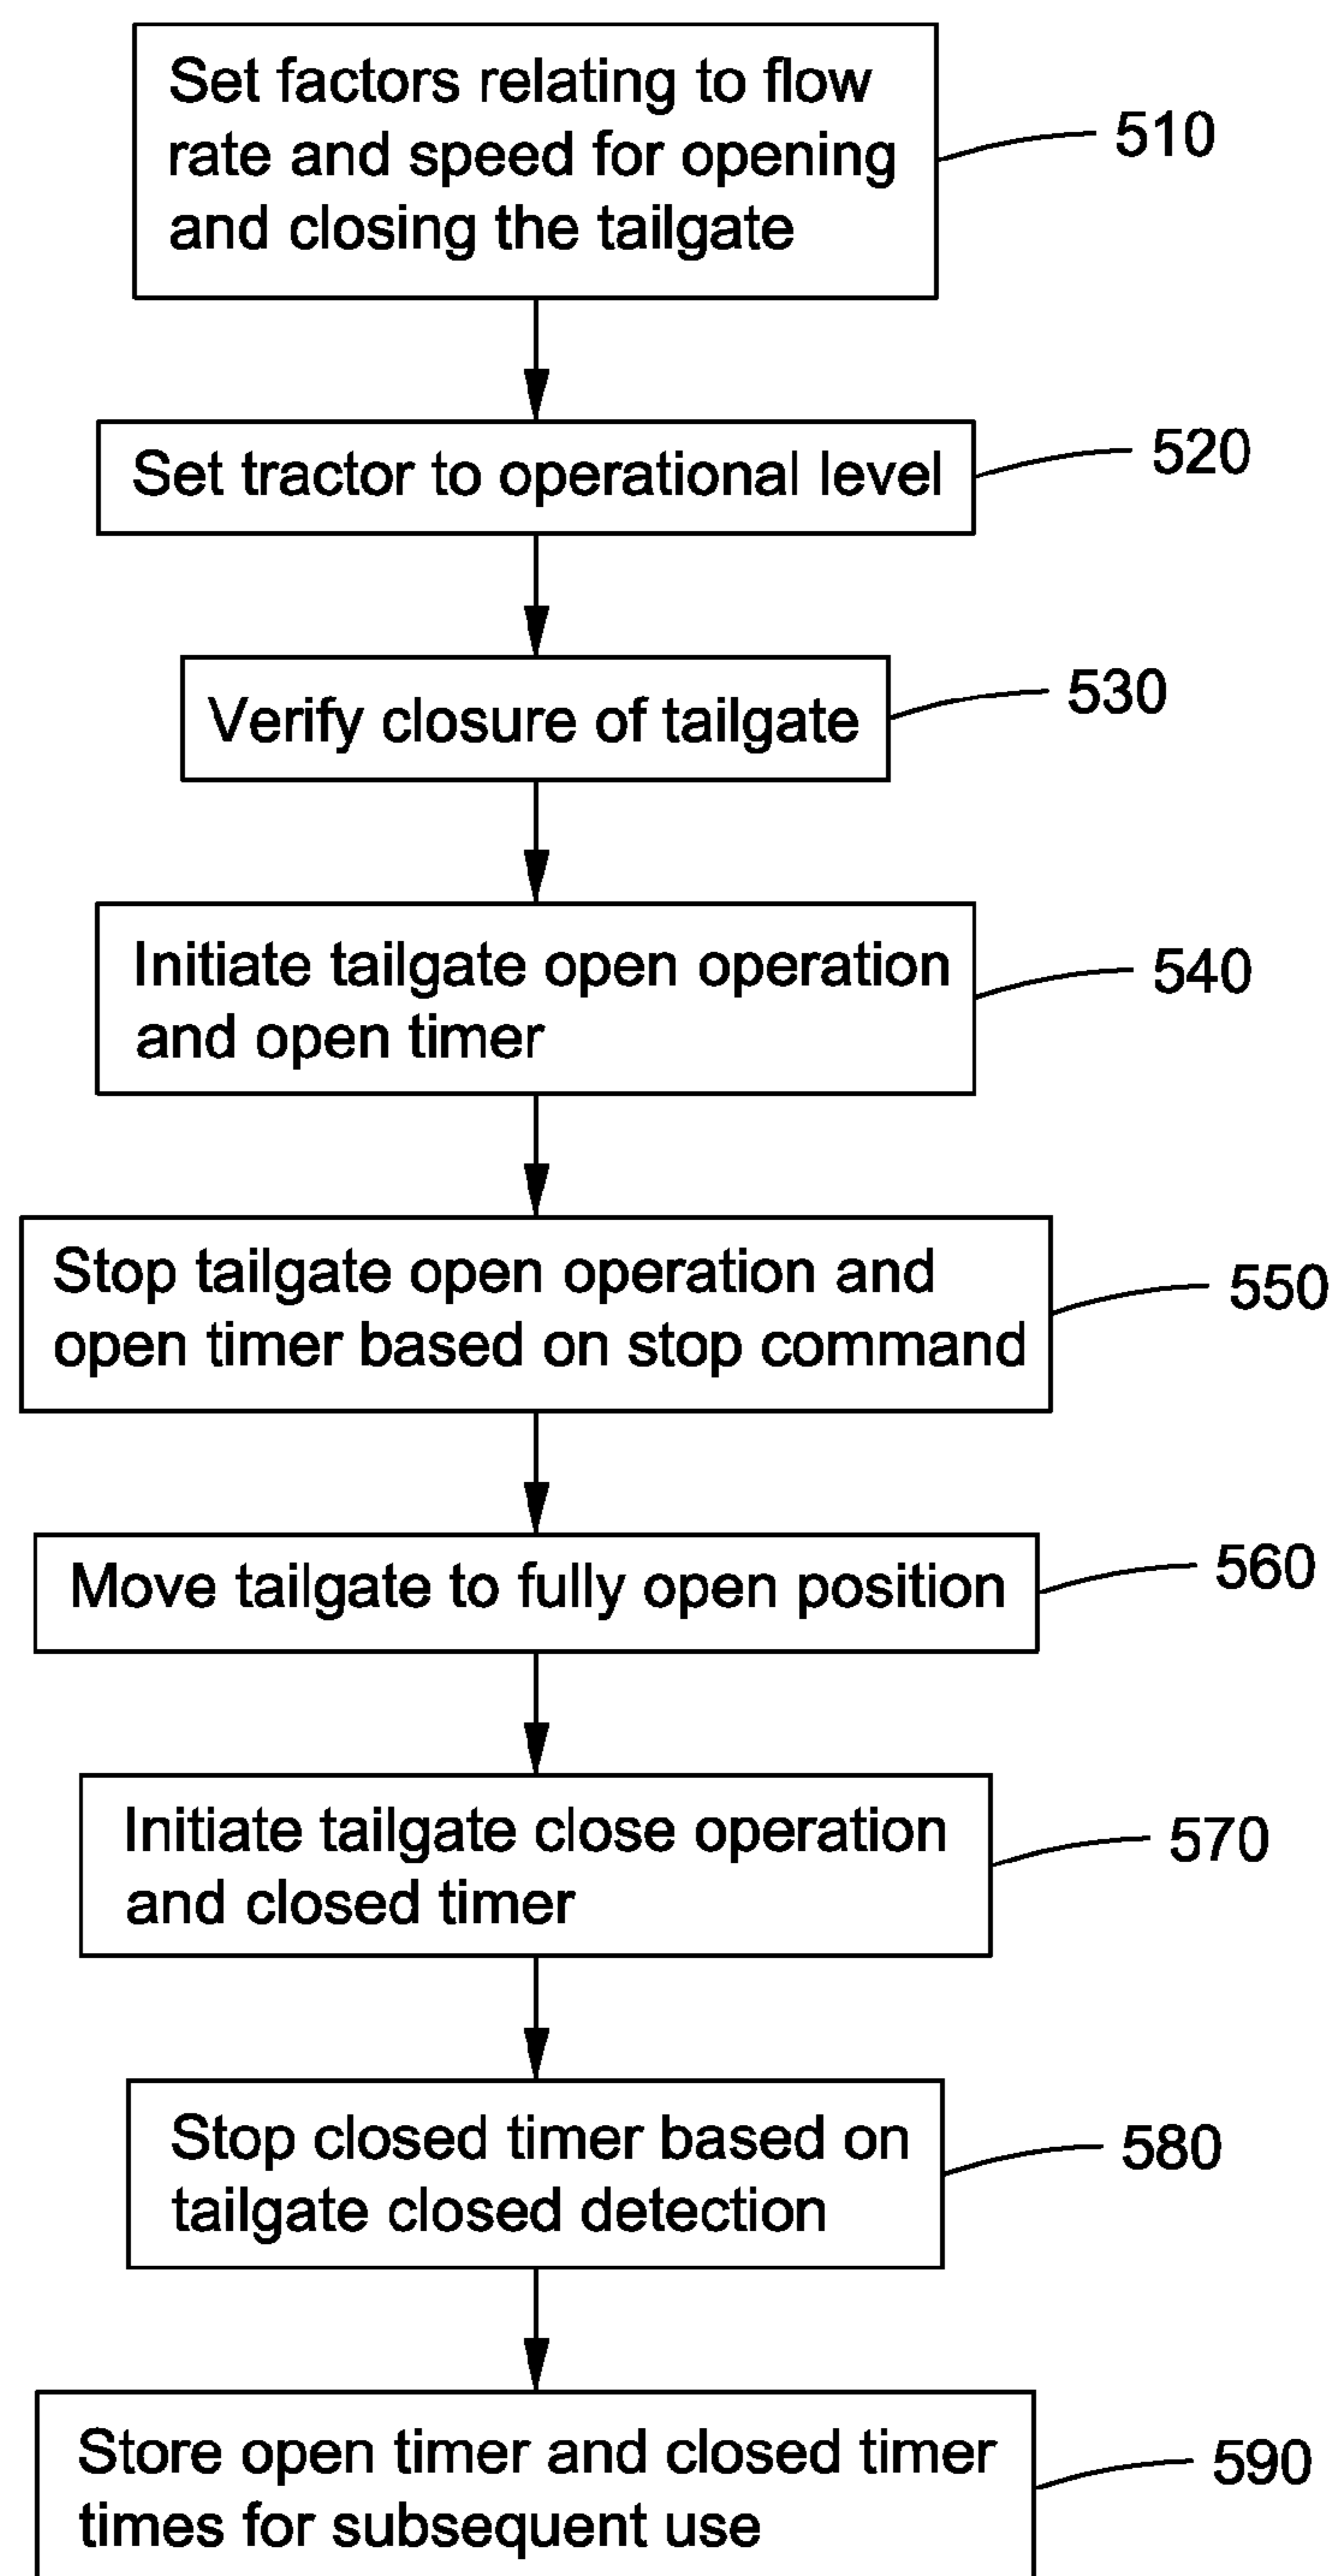 Set factors relating to flow
rate and speed for opening
and closing the tailgate
510
Set tractor to operational level
520
Verify closure of tailgate
530
Initiate tailgate open operation
and open timer
540
Stop tailgate open operation and
open timer based on stop command
550
Move tailgate to fully open position
560
Initiate tailgate close operation
and closed timer
570
Stop closed timer based on
tailgate closed detection
580
Store open timer and closed timer
times for subsequent use
590